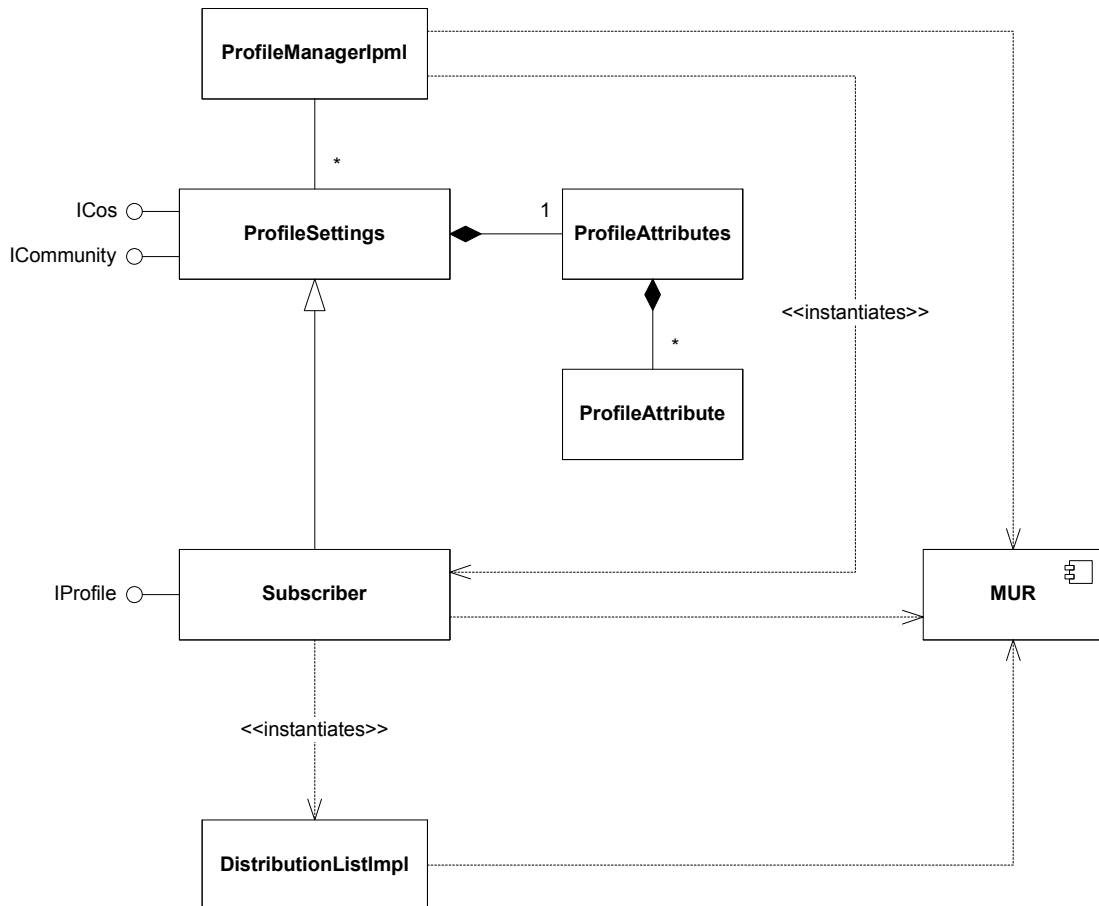 ProfileManagerIpml
*
ICos
ICommunity
ProfileSettings
1
ProfileAttributes
<<instantiates>>
*
ProfileAttribute
IProfile
Subscriber
MUR
<<instantiates>>
DistributionListImpl